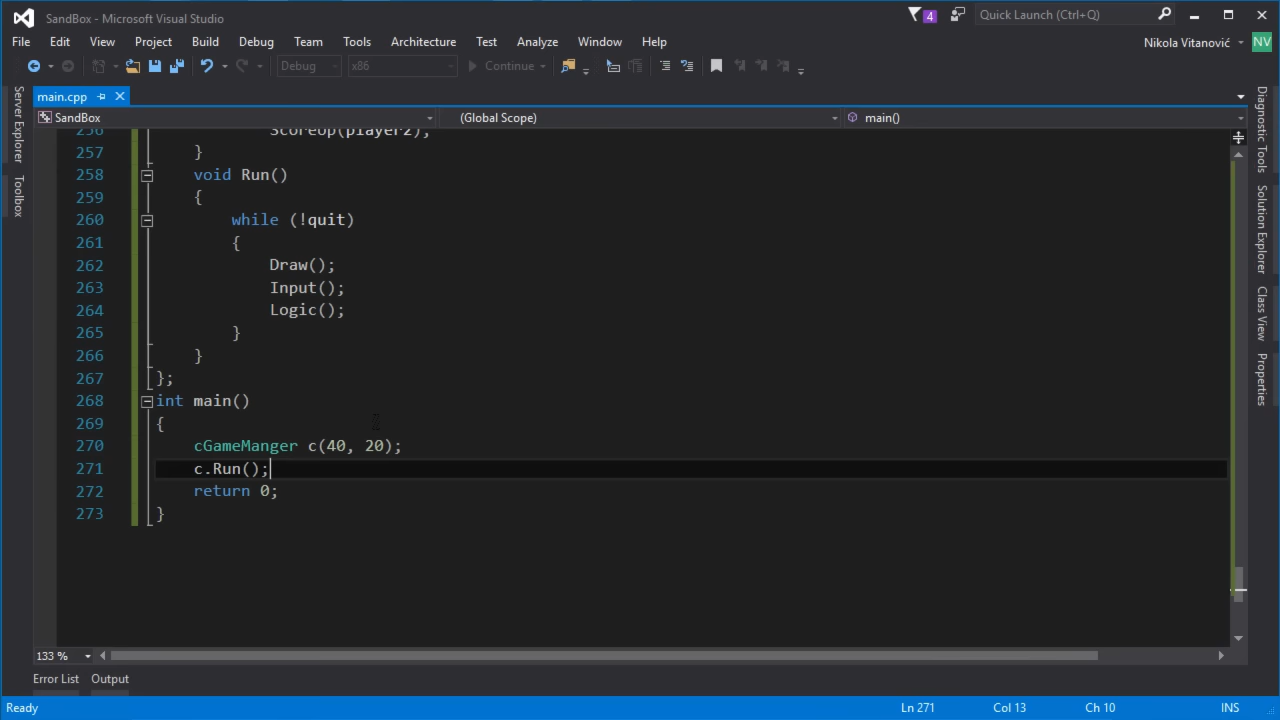 SandBox - Microsoft Visual Studio
4
Quick Launch (Ctrl+Q)
File Edit View Project Build Debug Team Tools Architecture Test Analyze Window Help
Nikola Vitanović NV
Debug x86 Continue
main.cpp
SandBox (Global Scope) main()
Server Explorer
Toolbox
Diagnostic Tools
Solution Explorer
Class View
Properties
256 ScoreUp(player2);
257 }
258 void Run()
259 {
260 while (!quit)
261 {
262 Draw();
263 Input();
264 Logic();
265 }
266 }
267 };
268 int main()
269 {
270 cGameManger c(40, 20);
271 c.Run();
272 return 0;
273 }
133 %
Error List Output
Ready Ln 271 Col 13 Ch 10 INS